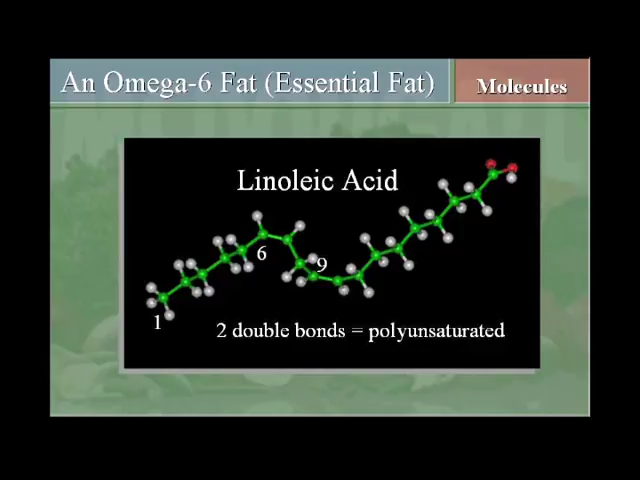 An Omega-6 Fat (Essential Fat)
Molecules
Linoleic Acid
6
9
1
2 double bonds = polyunsaturated